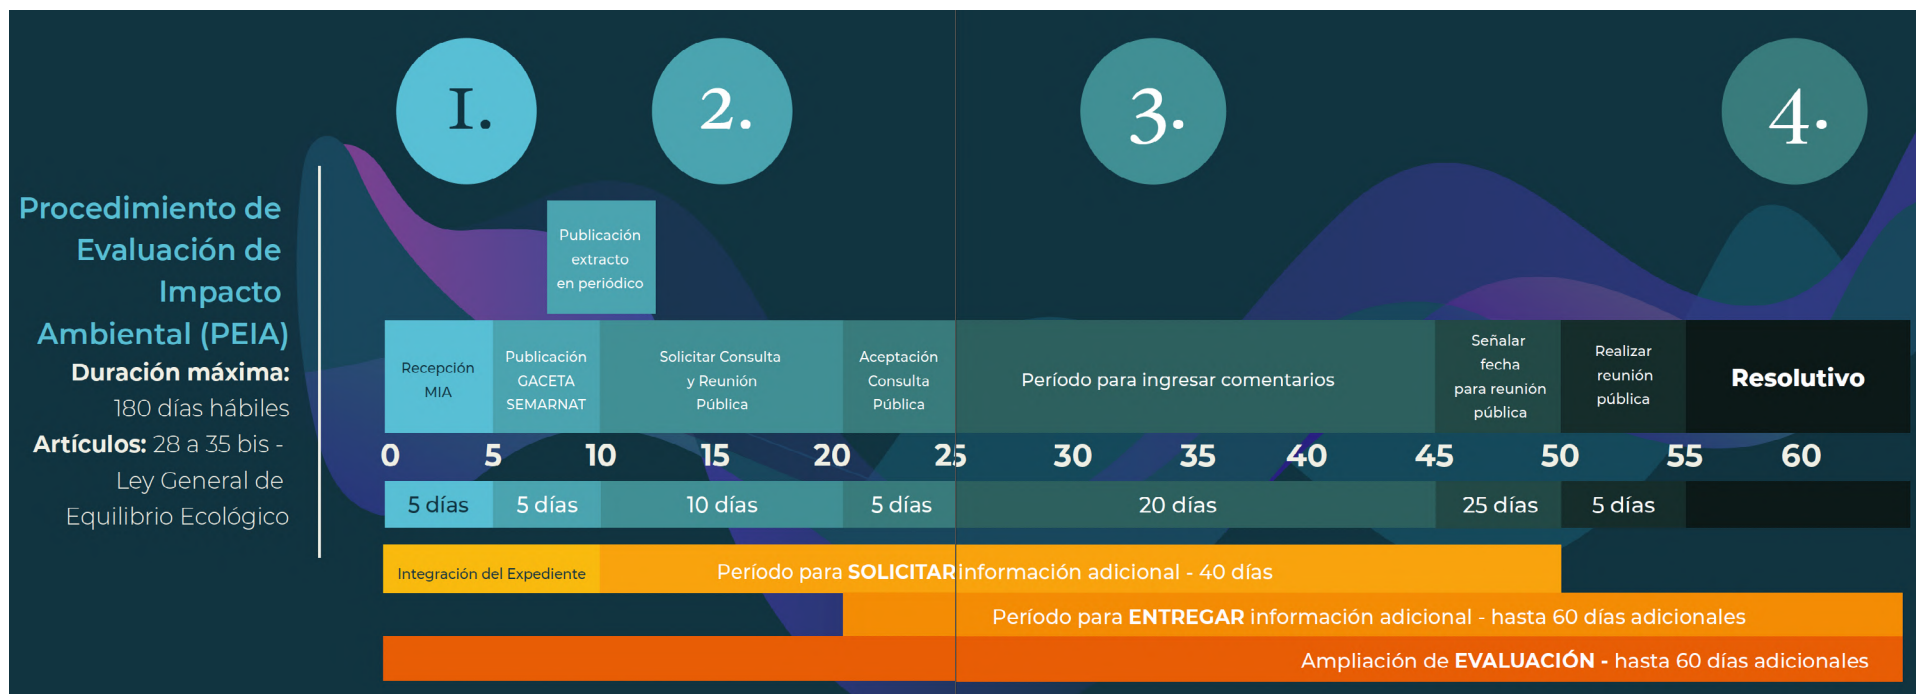 1.
2.
3.
4.
Procedimiento de
Evaluación de
Impacto
Ambiental (PEIA)
Duración máxima:
180 días hábiles
Artículos: 28 a 35 bis -
Ley General de
Equilibrio Ecológico
Publicación
extracto
en periódico
Recepción
MIA
Publicación
GACETA
SEMARNAT
Solicitar Consulta
y Reunión
Pública
Aceptación
Consulta
Pública
Período para ingresar comentarios
Señalar
fecha
para reunión
pública
Realizar
reunión
pública
Resolutivo
0 5 10 15 20 25 30 35 40 45 50 55 60
5 días 5 días 10 días 5 días 20 días 25 días 5 días
Integración del Expediente
Período para SOLICITAR información adicional - 40 días
Período para ENTREGAR información adicional - hasta 60 días adicionales
Ampliación de EVALUACIÓN - hasta 60 días adicionales